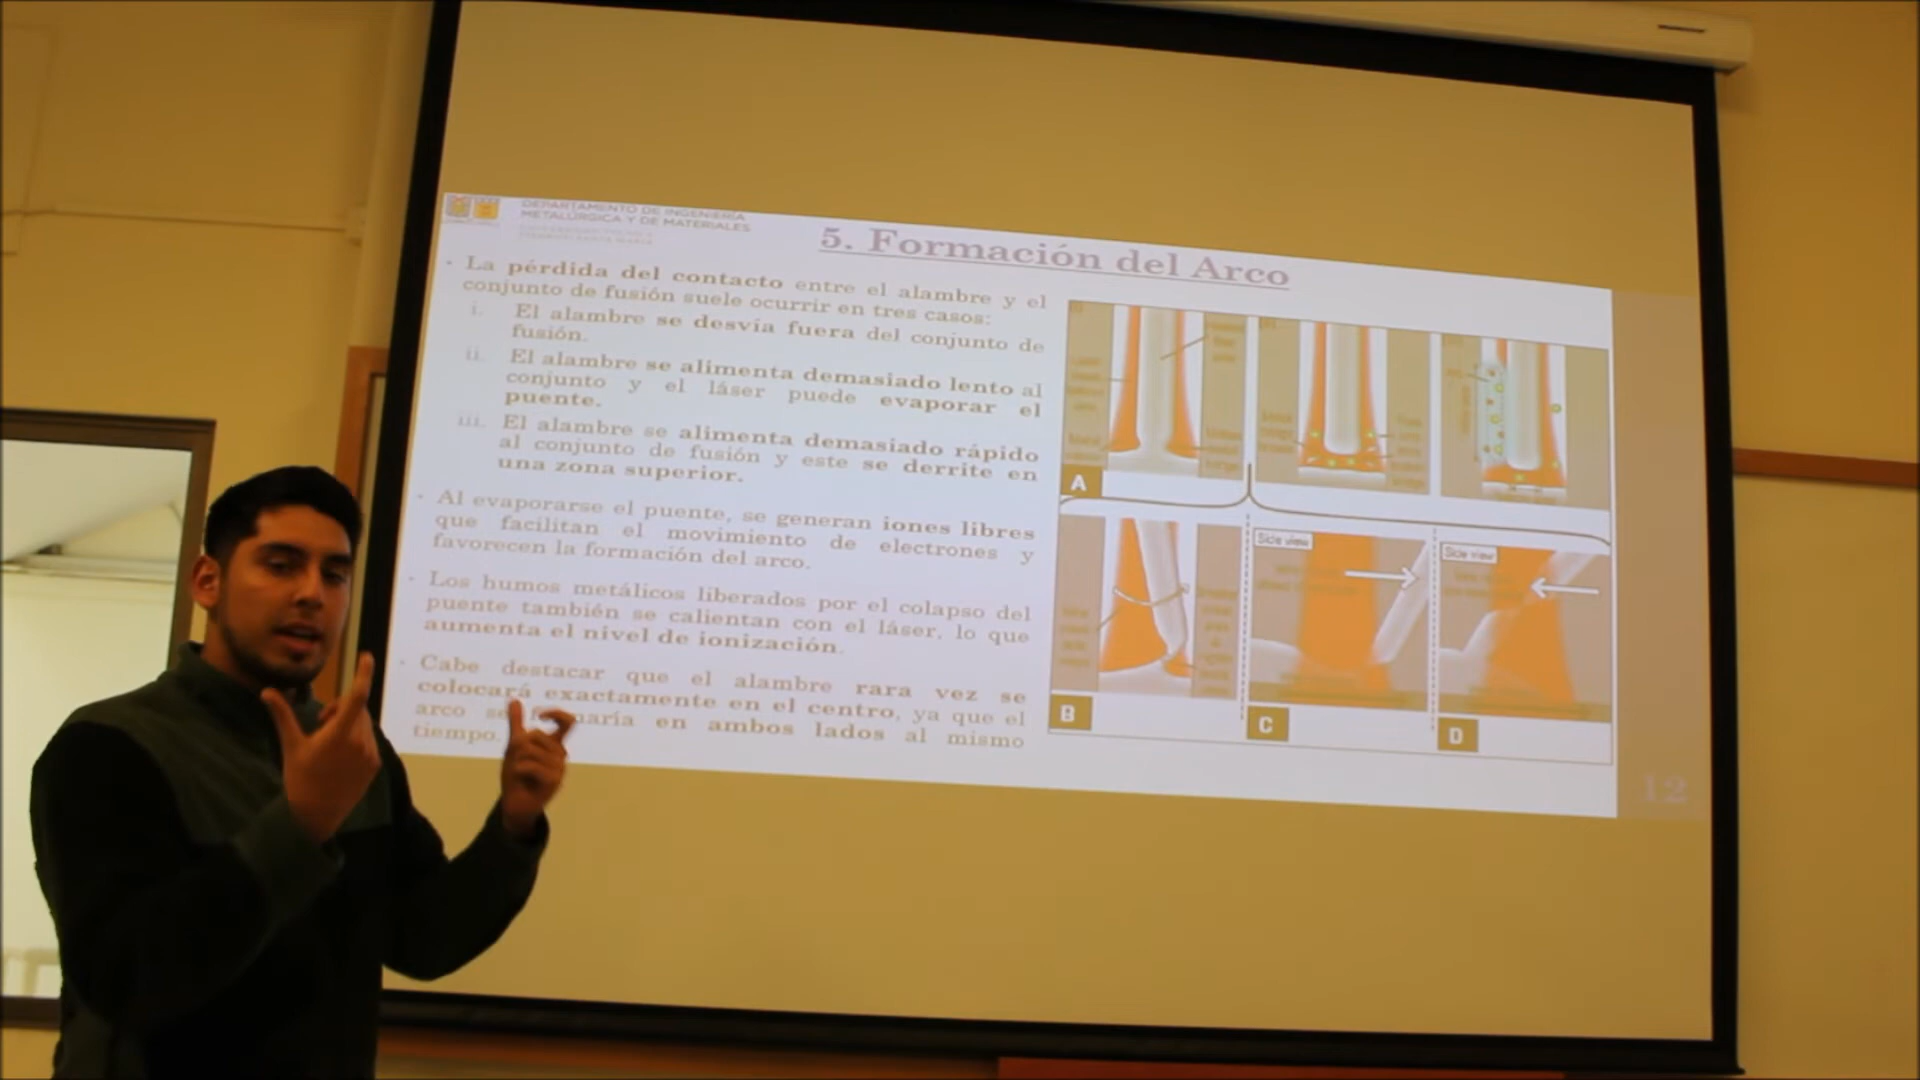 DEPARTAMENTO DE INGENIERÍA
METALÚRGICA Y DE MATERIALES
5. Formación del Arco
La pérdida del contacto entre el alambre y el
conjunto de fusión suele ocurrir en tres casos:
i. El alambre se desvía fuera del conjunto de
fusión.
ii. El alambre se alimenta demasiado lento al
conjunto y el láser puede evaporar el
puente.
iii. El alambre se alimenta demasiado rápido
al conjunto de fusión y este se derrite en
una zona superior.
Al evaporarse el puente, se generan iones libres
que facilitan el movimiento de electrones y
favorecen la formación del arco.
Los humos metálicos liberados por el colapso del
puente también se calientan con el láser, lo que
aumenta el nivel de ionización.
Cabe destacar que el alambre rara vez se
colocará exactamente en el centro, ya que el
arco en ambos lados al mismo
tiempo.
A
Side view
Side view
B
C
D
12